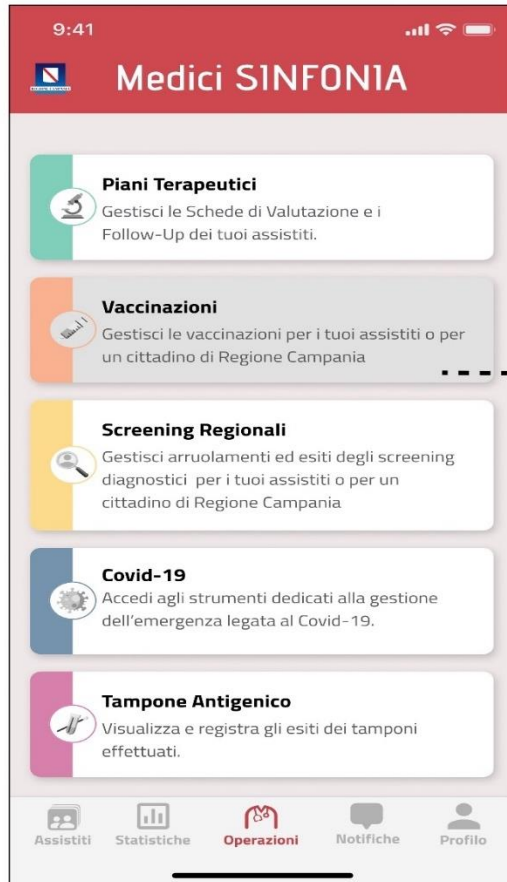 9:41
Medici SINFONIA
Piani Terapeutici
Gestisci le Schede di Valutazione e i
Follow-Up dei tuoi assistiti.
Vaccinazioni
Gestisci le vaccinazioni per i tuoi assistiti o per
un cittadino di Regione Campania
Screening Regionali
Gestisci arruolamenti ed esiti degli screening
diagnostici per i tuoi assistiti o per un
cittadino di Regione Campania
Covid-19
Accedi agli strumenti dedicati alla gestione
dell'emergenza legata al Covid-19.
Tampone Antigenico
Visualizza e registra gli esiti dei tamponi
effettuati.
Assistiti Statistiche Operazioni Notifiche Profilo